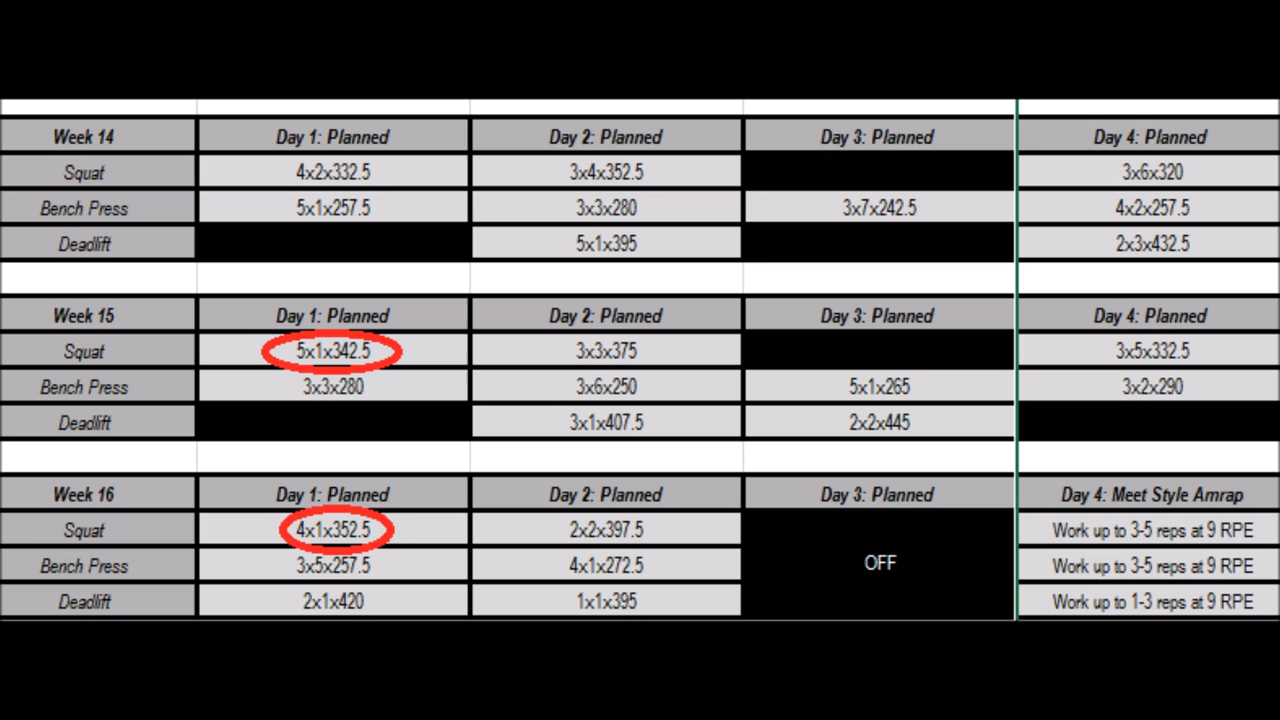 Week 14 Day 1: Planned Day 2: Planned Day 3: Planned Day 4: Planned
Squat 4x2x332.5 3x4x352.5 3x6x320
Bench Press 5x1x257.5 3x3x280 3x7x242.5 4x2x257.5
Deadlift 5x1x395 2x3x432.5
Week 15 Day 1: Planned Day 2: Planned Day 3: Planned Day 4: Planned
Squat 5x1x342.5 3x3x375 3x5x332.5
Bench Press 3x3x280 3x6x250 5x1x265 3x2x290
Deadlift 3x1x407.5 2x2x445
Week 16 Day 1: Planned Day 2: Planned Day 3: Planned Day 4: Meet Style Amrap
Squat 4x1x352.5 2x2x397.5 Work up to 3-5 reps at 9 RPE
Bench Press 3x5x257.5 4x1x272.5 OFF Work up to 3-5 reps at 9 RPE
Deadlift 2x1x420 1x1x395 Work up to 1-3 reps at 9 RPE